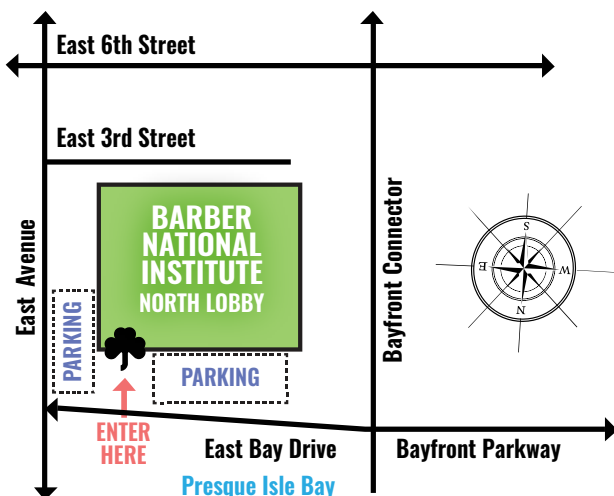 East 6th Street
East 3rd Street
BARBER
NATIONAL
INSTITUTE
NORTH LOBBY
East Avenue
Bayfront Connector
S
E
W
N
PARKING
PARKING
ENTER
HERE
East Bay Drive
Bayfront Parkway
Presque Isle Bay